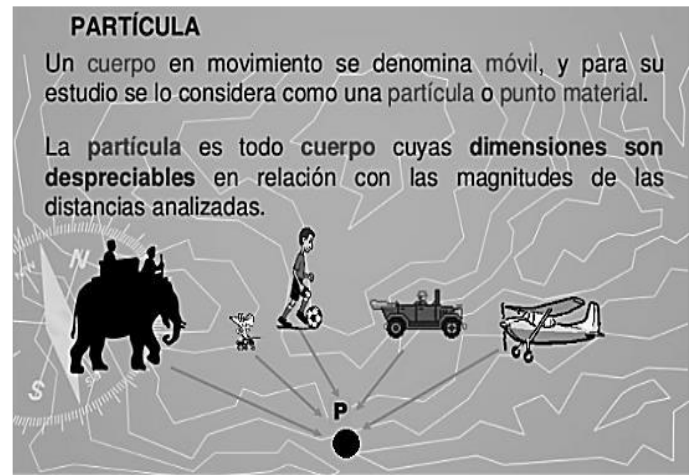 PARTÍCULA
Un cuerpo en movimiento se denomina móvil, y para su
estudio se lo considera como una partícula o punto material.
La partícula es todo cuerpo cuyas dimensiones son
despreciables en relación con las magnitudes de las
distancias analizadas.
N
S
P